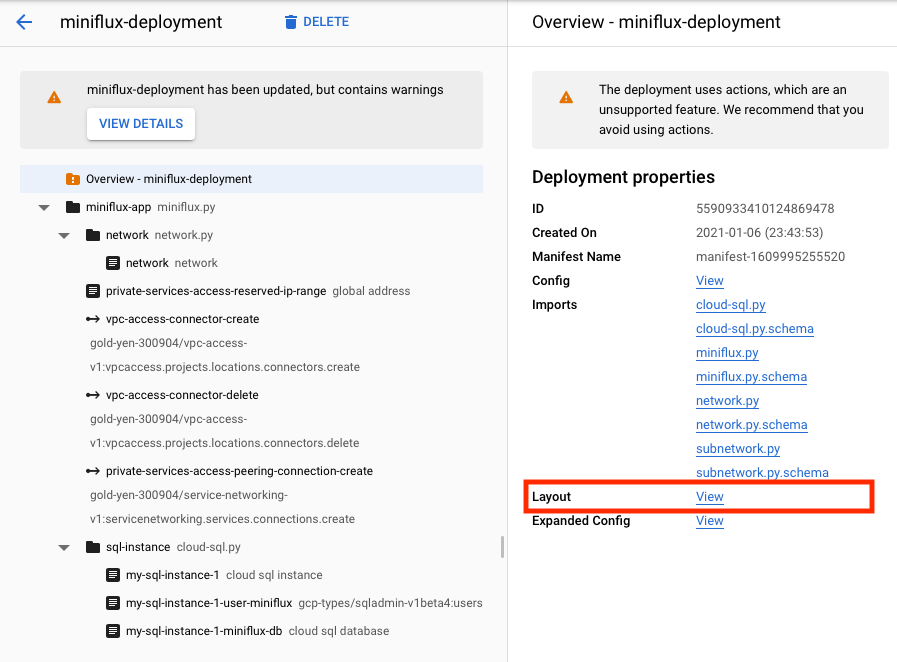 miniflux-deployment
DELETE
miniflux-deployment has been updated, but contains warnings
VIEW DETAILS
Overview - miniflux-deployment
miniflux-app miniflux.py
network network.py
network network
private-services-access-reserved-ip-range global address
vpc-access-connector-create
gold-yen-300904/vpc-access-
v1:vpcaccess.projects.locations.connectors.create
vpc-access-connector-delete
gold-yen-300904/vpc-access-
v1:vpcaccess.projects.locations.connectors.delete
private-services-access-peering-connection-create
gold-yen-300904/service-networking-
v1:servicenetworking.services.connections.create
sql-instance cloud-sql.py
my-sql-instance-1 cloud sql instance
my-sql-instance-1-user-miniflux gcp-types/sqladmin-v1beta4:users
my-sql-instance-1-miniflux-db cloud sql database
Overview - miniflux-deployment
The deployment uses actions, which are an
unsupported feature. We recommend that you
avoid using actions.
Deployment properties
ID 5590933410124869478
Created On 2021-01-06 (23:43:53)
Manifest Name manifest-1609995255520
Config View
Imports cloud-sql.py
cloud-sql.py.schema
miniflux.py
miniflux.py.schema
network.py
network.py.schema
subnetwork.py
subnetwork.py.schema
Layout View
Expanded Config View